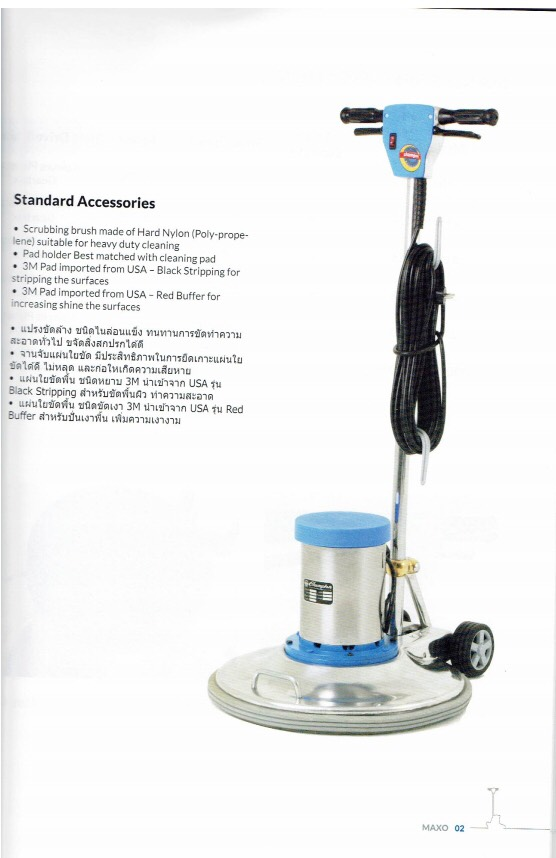 Standard Accessories
• Scrubbing brush made of Hard Nylon (Poly-prope-
lene) suitable for heavy duty cleaning
• Pad holder Best matched with cleaning pad
• 3M Pad imported from USA – Black Stripping for
stripping the surfaces
• 3M Pad imported from USA – Red Buffer for
increasing shine the surfaces
• แปรงขัดล้าง ชนิดไนล่อนแข็ง ทนทานการขัดทำความ
สะอาดทั่วไป ขจัดสิ่งสกปรกได้ดี
• จานจับแผ่นใยขัด มีประสิทธิภาพในการยึดเกาะแผ่นใย
ขัดได้ดี ไม่หลุด และก่อให้เกิดความเสียหาย
• แผ่นใยขัดพื้น ชนิดหยาบ 3M นำเข้าจาก USA รุ่น
Black Stripping สำหรับขัดพื้นผิว ทำความสะอาด
• แผ่นใยขัดพื้น ชนิดขัดเงา 3M นำเข้าจาก USA รุ่น Red
Buffer สำหรับปั่นเงาพื้น เพิ่มความเงางาม
MAXO 02